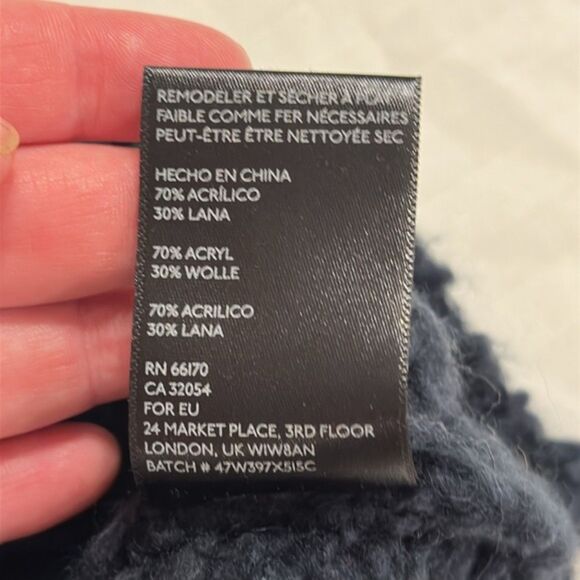 REMODELER ET SÉCHER À PLAT
FAIBLE COMME FER NÉCESSAIRES
PEUT-ÊTRE ÊTRE NETTOYÉE SEC
HECHO EN CHINA
70% ACRÍLICO
30% LANA
70% ACRYL
30% WOLLE
70% ACRILICO
30% LANA
RN 66170
CA 32054
FOR EU
24 MARKET PLACE, 3RD FLOOR
LONDON, UK W1W8AN
BATCH # 47W397X515C